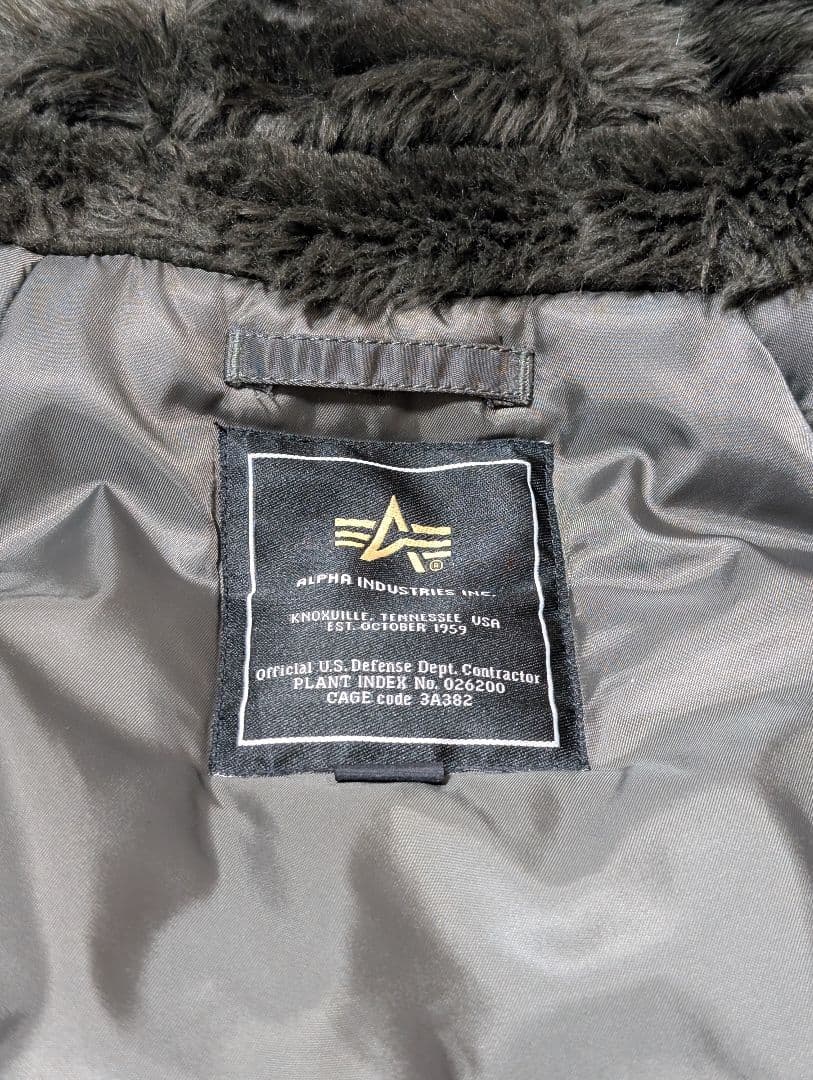 ALPHA INDUSTRIES INC.
KNOXVILLE, TENNESSEE, USA
EST. OCTOBER 1959
Official U.S. Defense Dept. Contractor
PLANT INDEX No. 026200
CAGE code 3A382